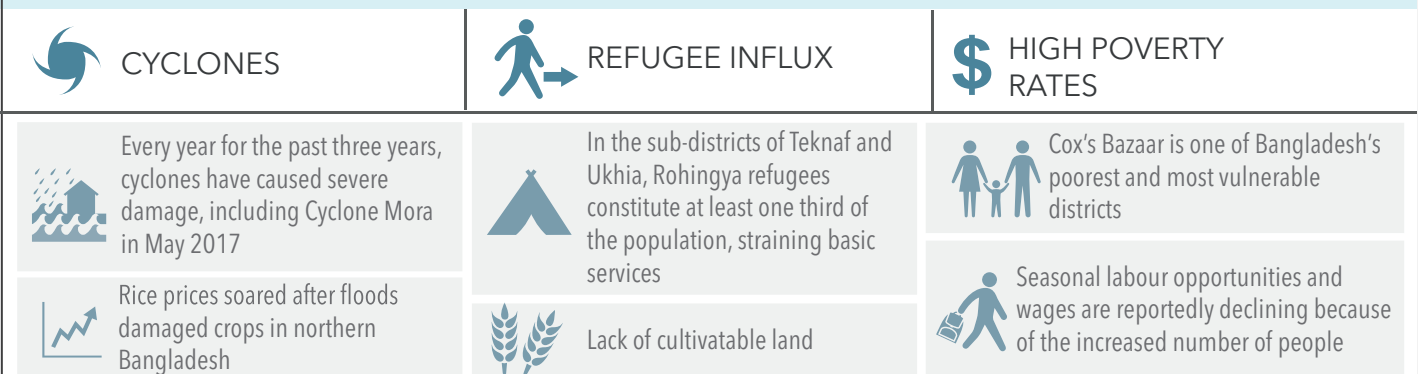 CYCLONES
Every year for the past three years,
cyclones have caused severe
damage, including Cyclone Mora
in May 2017
Rice prices soared after floods
damaged crops in northern
Bangladesh
REFUGEE INFLUX
In the sub-districts of Teknaf and
Ukhia, Rohingya refugees
constitute at least one third of
the population, straining basic
services
Lack of cultivatable land
$ HIGH POVERTY
RATES
Cox's Bazaar is one of Bangladesh's
poorest and most vulnerable
districts
Seasonal labour opportunities and
wages are reportedly declining because
of the increased number of people